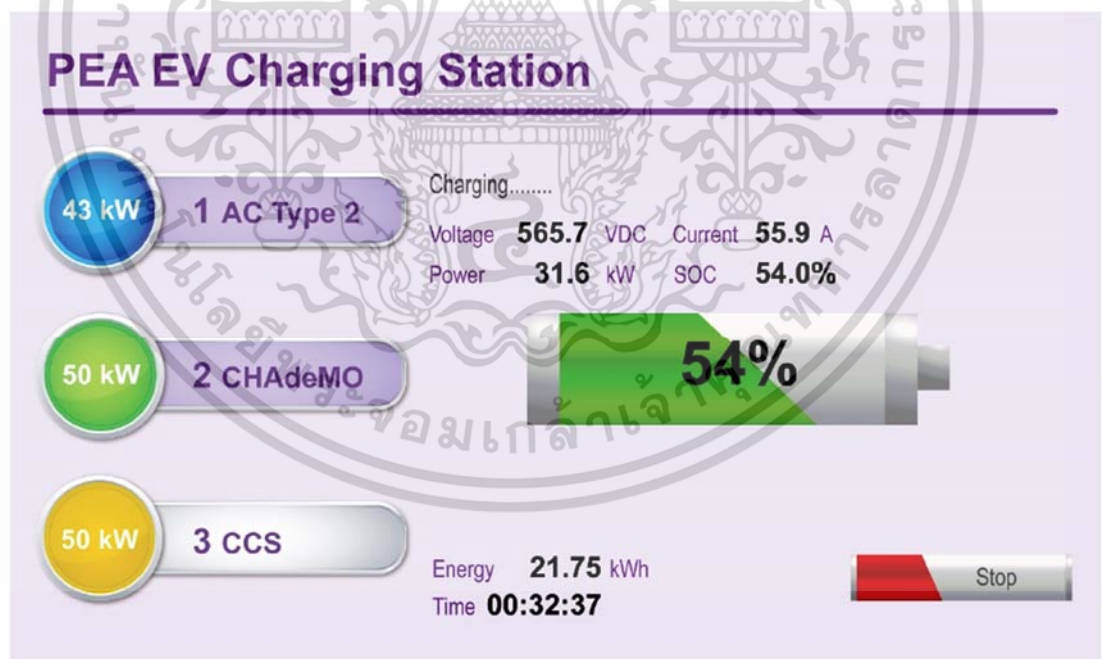 PEA EV Charging Station
43 kW 1 AC Type 2
Charging........
Voltage 565.7 VDC Current 55.9 A
Power 31.6 kW SOC 54.0%
50 kW 2 CHAdeMO
54%
50 kW 3 CCS
Energy 21.75 kWh
Time 00:32:37
Stop